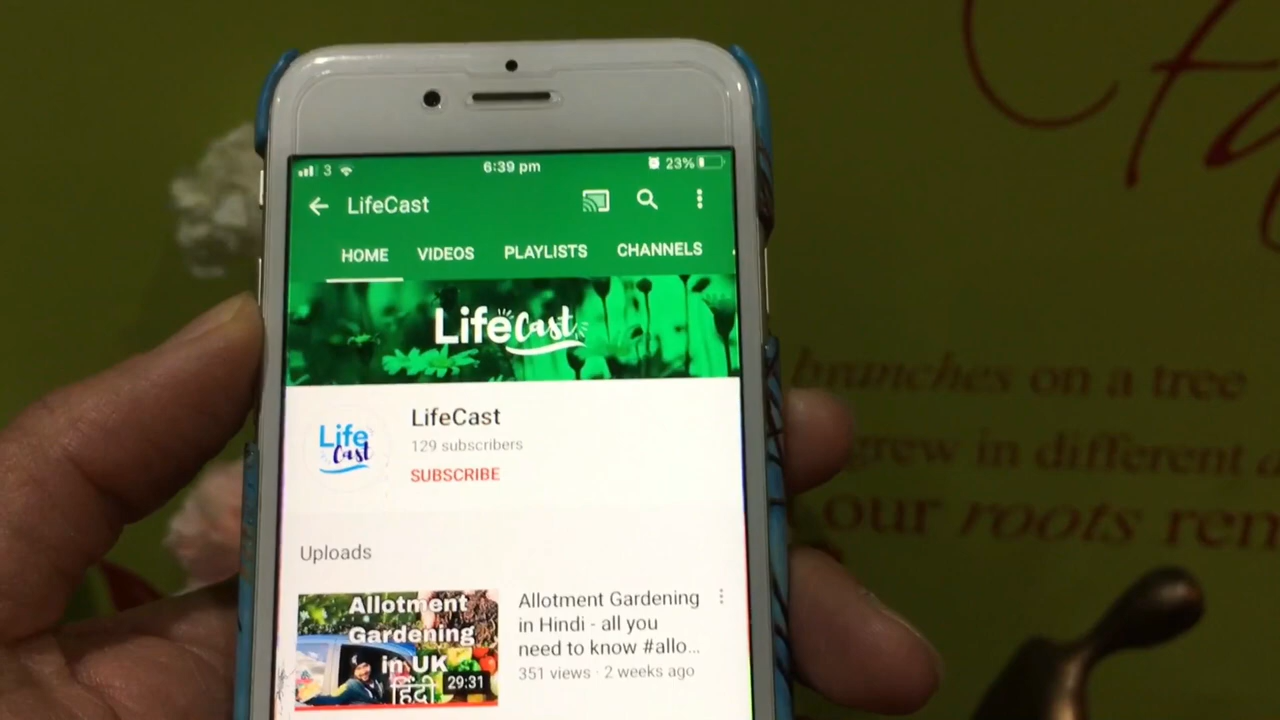 3 6:39 pm 23%
LifeCast
HOME VIDEOS PLAYLISTS CHANNELS
LifeCast
LifeCast
129 subscribers
SUBSCRIBE
Life
Cast
Uploads
Allotment
Gardening
in UK
हिंदी
29:31
Allotment Gardening
in Hindi - all you
need to know #allo...
351 views · 2 weeks ago
branches on a tree
grew in different
our roots